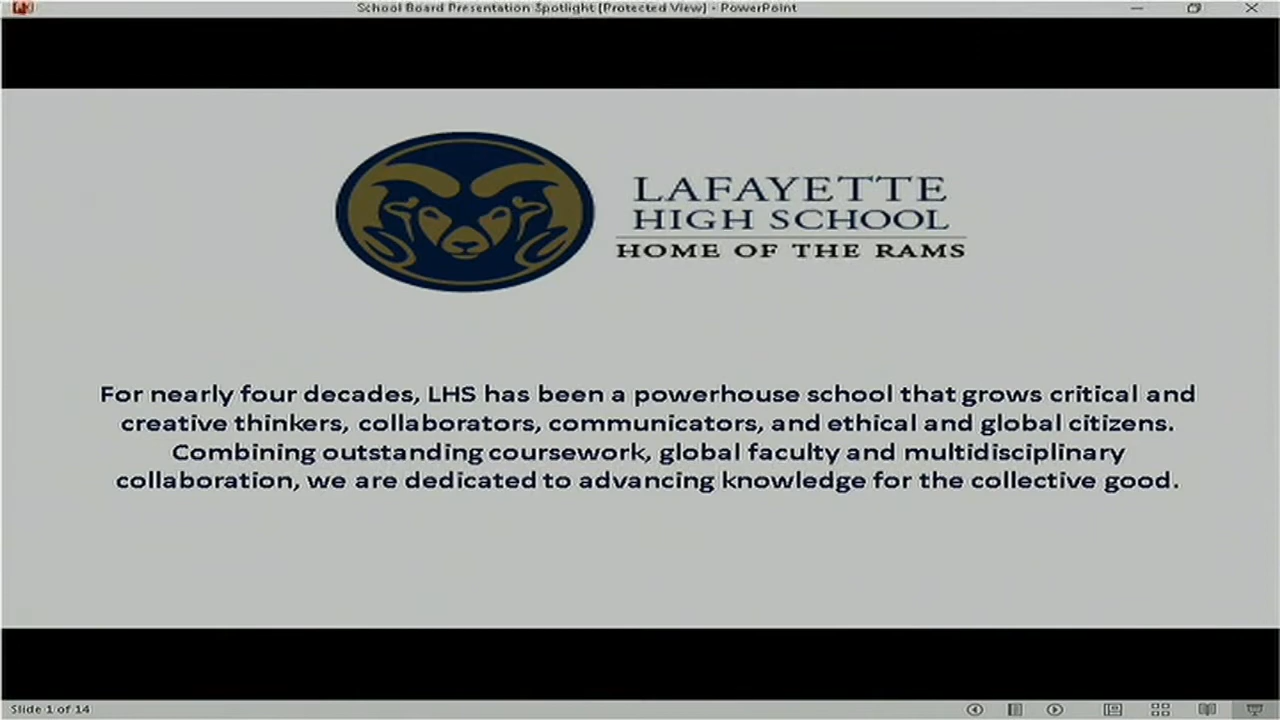 School Board Presentation Spotlight (Protected View) - PowerPoint
LAFAYETTE
HIGH SCHOOL
HOME OF THE RAMS
For nearly four decades, LHS has been a powerhouse school that grows critical and
creative thinkers, collaborators, communicators, and ethical and global citizens.
Combining outstanding coursework, global faculty and multidisciplinary
collaboration, we are dedicated to advancing knowledge for the collective good.
Slide 1 of 14